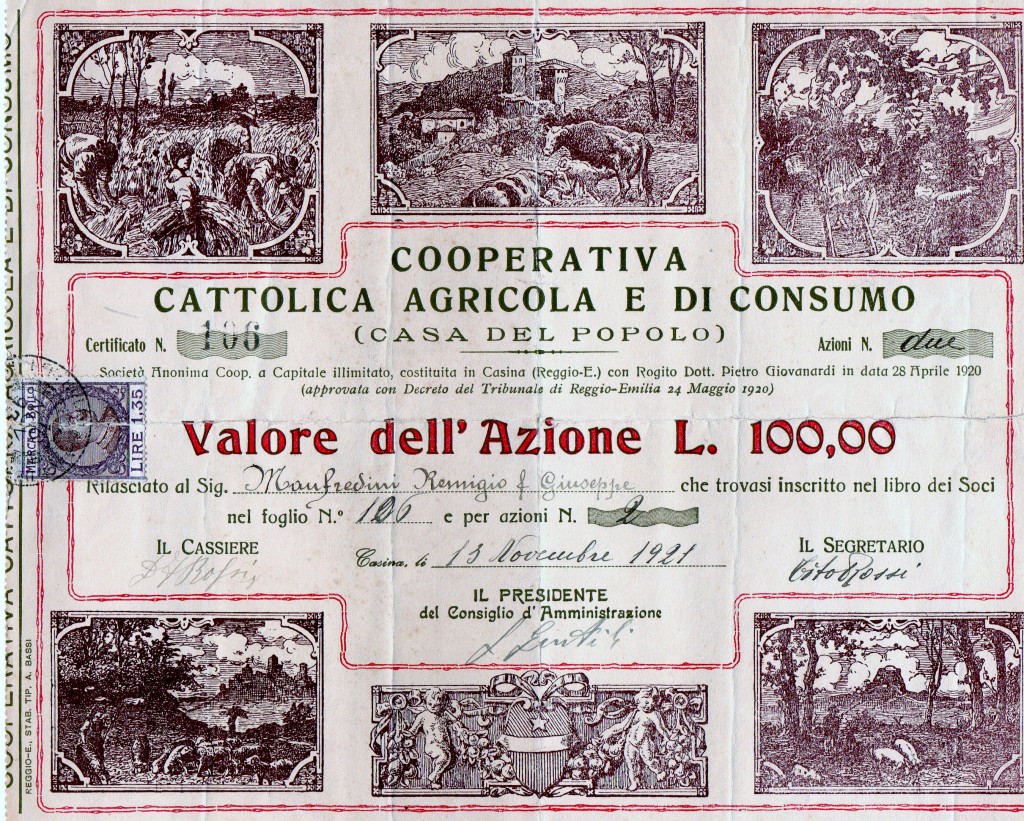 COOPERATIVA
CATTOLICA AGRICOLA E DI CONSUMO
(CASA DEL POPOLO)
Certificato N. 106
Azioni N. due
Società Anonima Coop. a Capitale illimitato, costituita in Casina (Reggio-E.) con Rogito Dott. Pietro Giovanardi in data 28 Aprile 1920
(approvata con Decreto del Tribunale di Reggio-Emilia 24 Maggio 1920)
Valore dell'Azione L. 100,00
LIRE 1.35
Rilasciato al Sig. Manfredini Remigio f Giuseppe che trovasi inscritto nel libro dei Soci
nel foglio N.º 106 e per azioni N. 2
IL CASSIERE
Casina, li 13 Novembre 1921
IL SEGRETARIO
Vito Rossi
IL PRESIDENTE
del Consiglio d'Amministrazione
REGGIO-E., STAB. TIP. A. BASSI